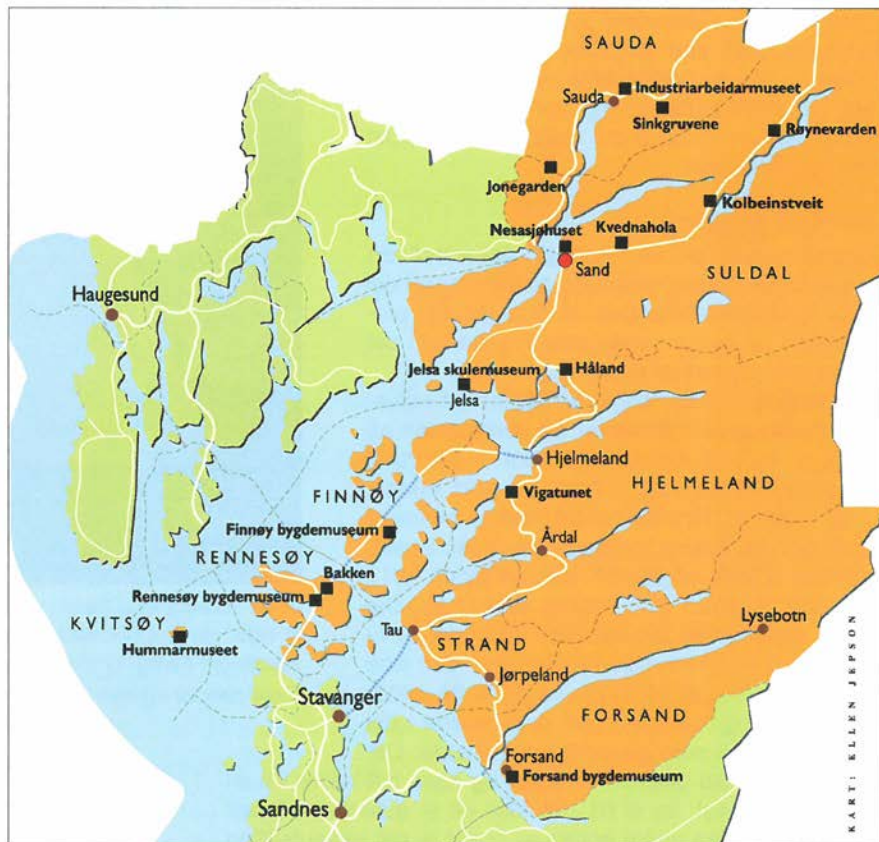 SAUDA
Industriarbeidarmuseet
Sauda
Sinkgruvene
Røynevarden
Jonegarden
Kolbeinstveit
Nesasjøhuset
Kvednahola
Sand
SULDAL
Haugesund
Jelsa skulemuseum
Håland
Jelsa
Hjelmeland
HJELMELAND
Vigatunet
FINNØY
Finnøy bygdemuseum
Årdal
RENNESØY
Bakken
Rennesøy bygdemuseum
KVITSØY
Hummarmuseet
Tau
STRAND
Lysebotn
Jørpeland
Stavanger
FORSAND
Forsand
Forsand bygdemuseum
Sandnes
KART: ELLEN JEPSON